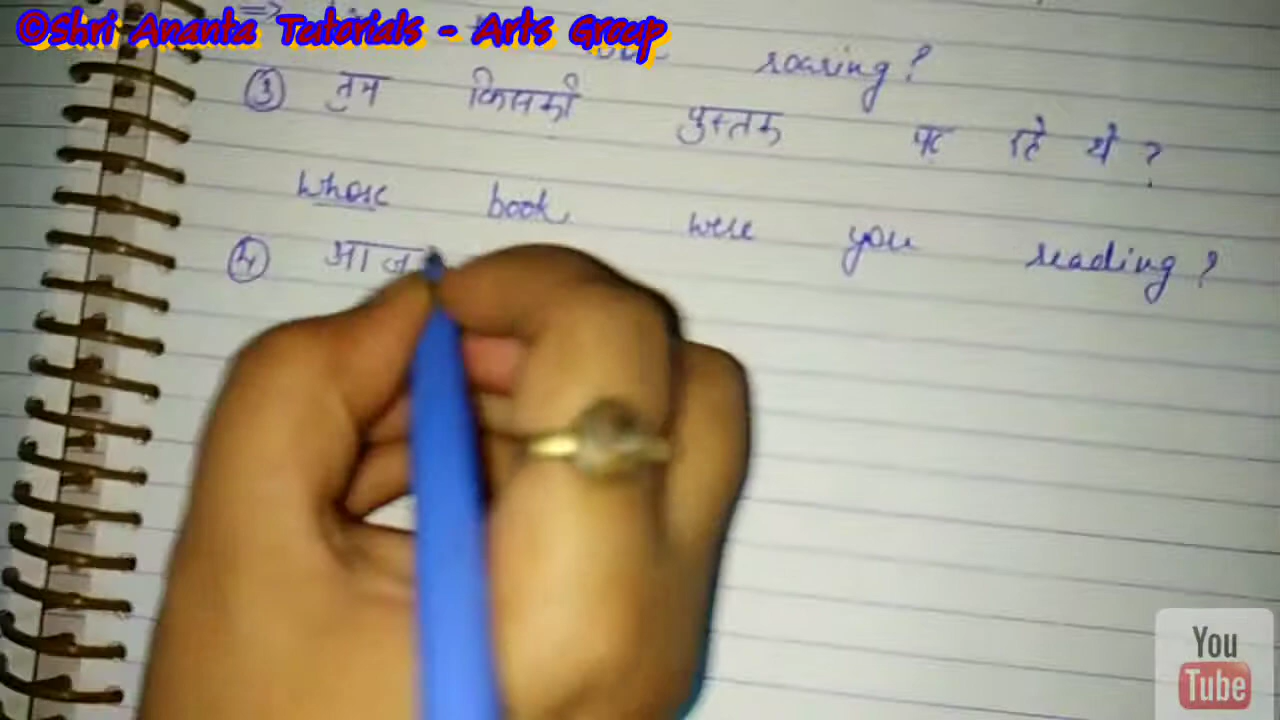 ©Shri Ananta Tutorials - Arts Group
roaring?
③ तुम किसकी पुस्तक पढ रहे थे ?
whose book were you reading ?
④ आज
You
Tube